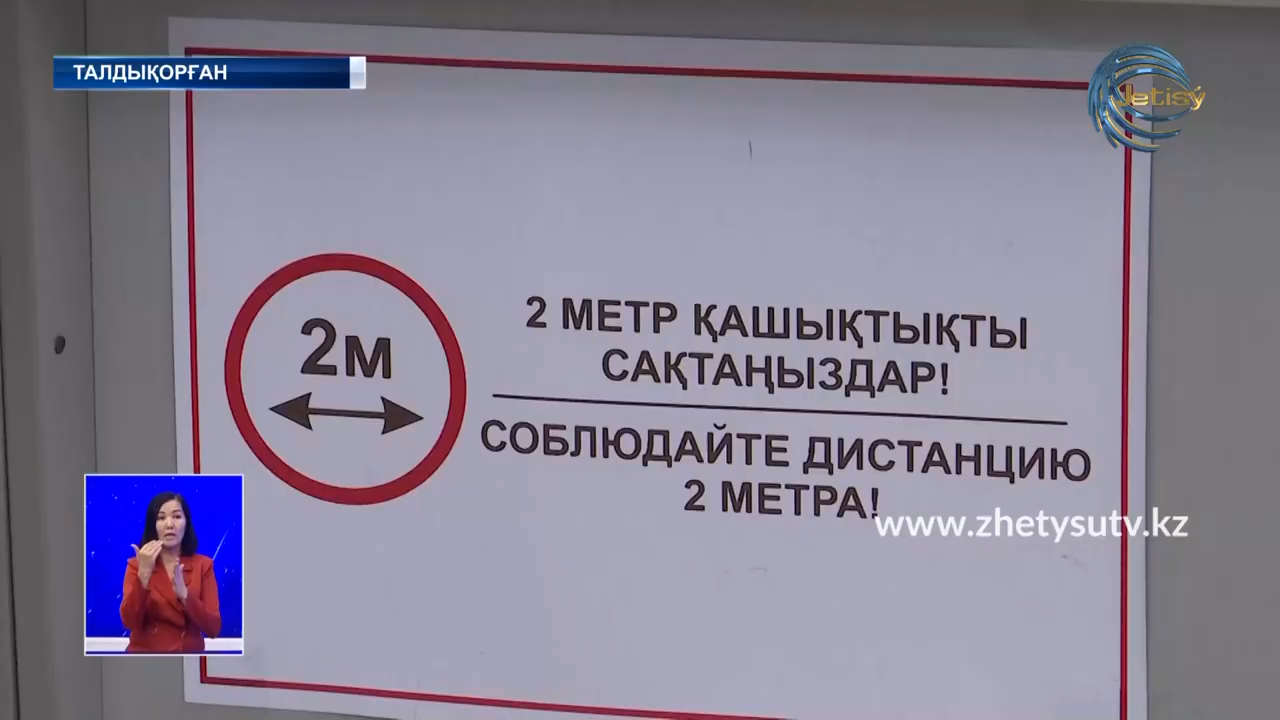 ТАЛДЫҚОРҒАН
Jetisý
2м
2 МЕТР ҚАШЫҚТЫҚТЫ
САҚТАҢЫЗДАР!
СОБЛЮДАЙТЕ ДИСТАНЦИЮ
2 МЕТРА!
www.zhetysutv.kz